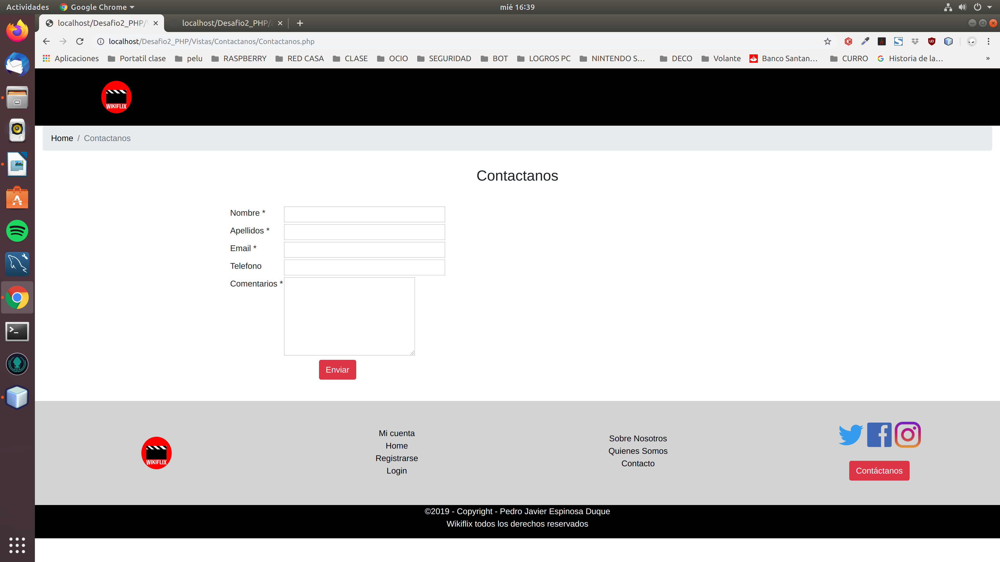 Actividades Google Chrome mié 16:39
localhost/Desafio2_PHP/ localhost/Desafio2_PHP/
localhost/Desafio2_PHP/Vistas/Contactanos/Contactanos.php
Aplicaciones Portatil clase pelu RASPBERRY RED CASA CLASE OCIO SEGURIDAD BOT LOGROS PC NINTENDO S… DECO Volante Banco Santan… CURRO Historia de la… »
WIKIFLIX
Home / Contactanos
Contactanos
Nombre *
Apellidos *
Email *
Telefono
Comentarios *
Enviar
WIKIFLIX
Mi cuenta
Home
Registrarse
Login
Sobre Nosotros
Quienes Somos
Contacto
Contáctanos
©2019 - Copyright - Pedro Javier Espinosa Duque
Wikiflix todos los derechos reservados